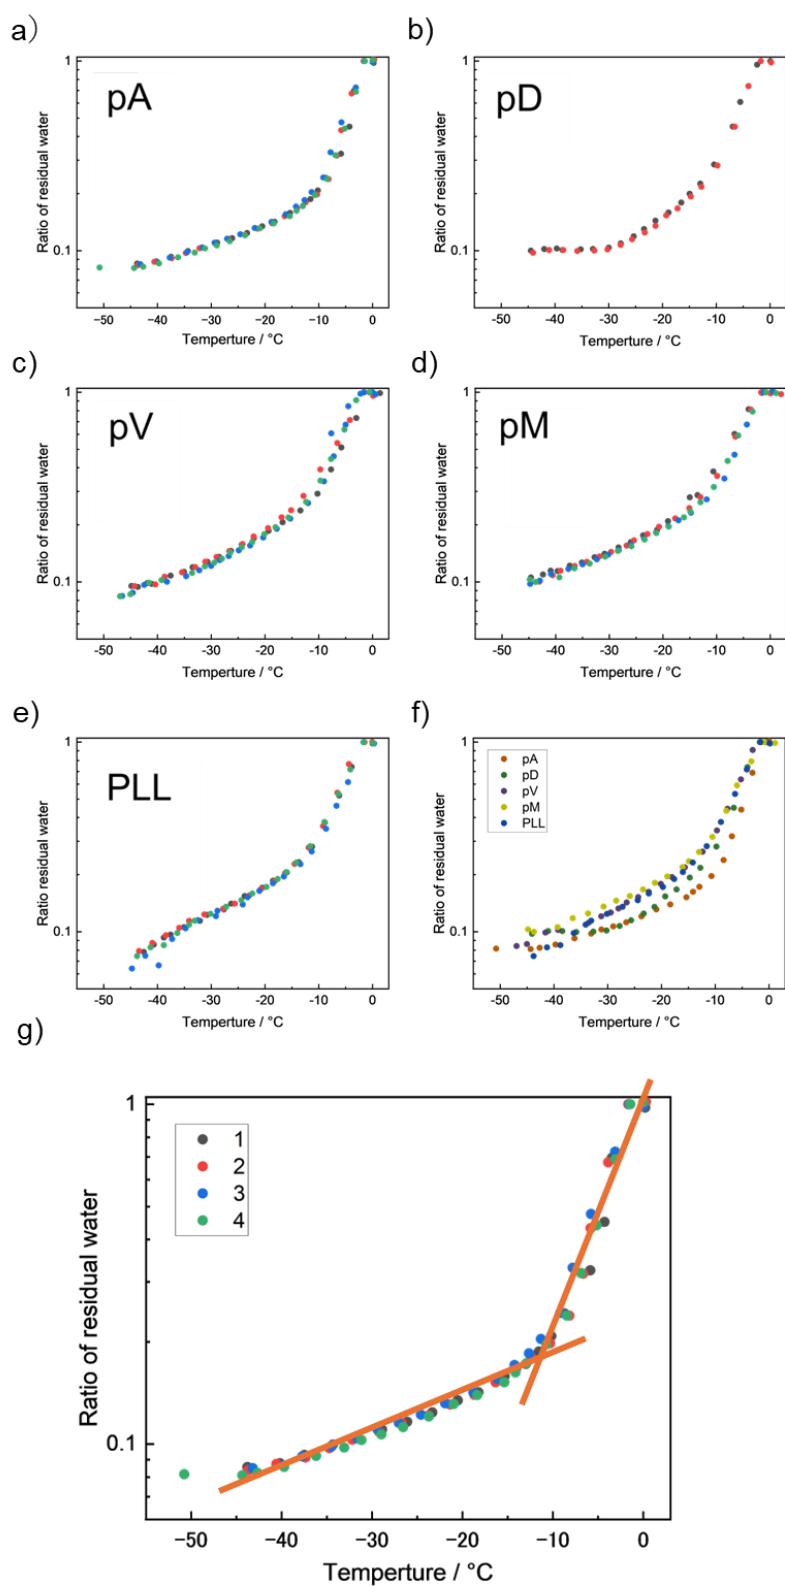 a)
b)
1
pA
0.1
Ratio of residual water
−50
−40
−30
−20
−10
0
Temperture / °C
1
pD
0.1
Ratio of residual water
-50
-40
-30
-20
-10
0
Temperture / °C
c)
d)
1
pV
0.1
Ratio of residual water
-50
-40
-30
-20
-10
0
Temperture / °C
1
pM
0.1
Ratio of residual water
-50
-40
-30
-20
-10
0
Temperture / °C
e)
f)
1
PLL
0.1
Ratio residual water
-50
-40
-30
-20
-10
0
Temperture / °C
1
pA
pD
pV
pM
PLL
0.1
Ratio of residual water
-50
-40
-30
-20
-10
0
Temperture / °C
g)
1
1
2
3
4
0.1
Ratio of residual water
−50
−40
−30
−20
−10
0
Temperture / °C